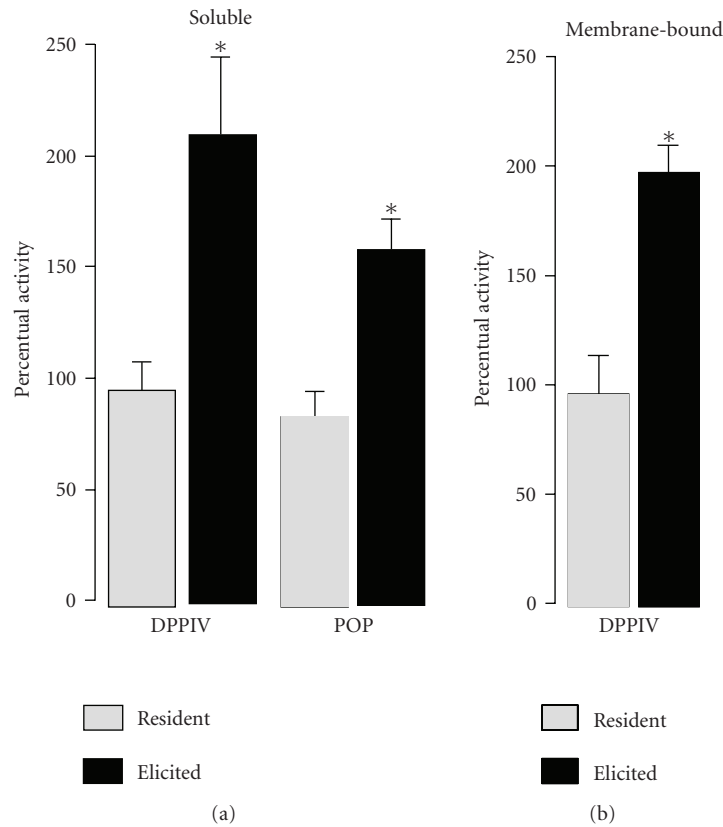 Soluble
250
200
150
100
50
0
Percentual activity
*
*
DPPIV POP
Resident
Elicited
(a)
Membrane-bound
250
200
150
100
50
0
Percentual activity
*
DPPIV
Resident
Elicited
(b)